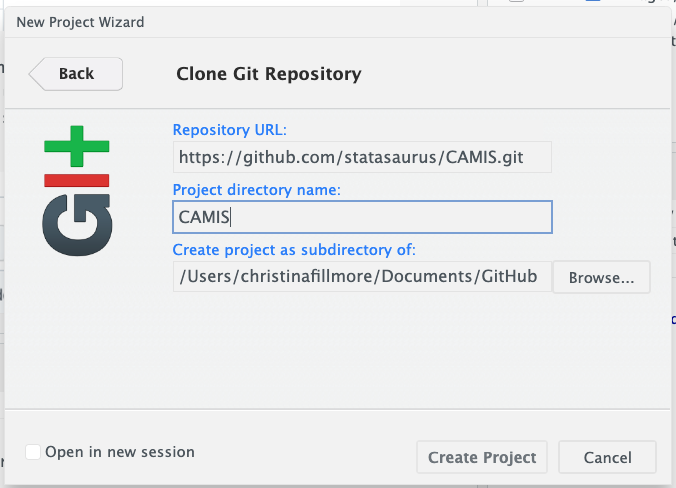 New Project Wizard
Back
Clone Git Repository
Repository URL:
https://github.com/statasaurus/CAMIS.git
Project directory name:
CAMIS
Create project as subdirectory of:
/Users/christinafillmore/Documents/GitHub
Browse...
Git
Open in new session
Create Project
Cancel